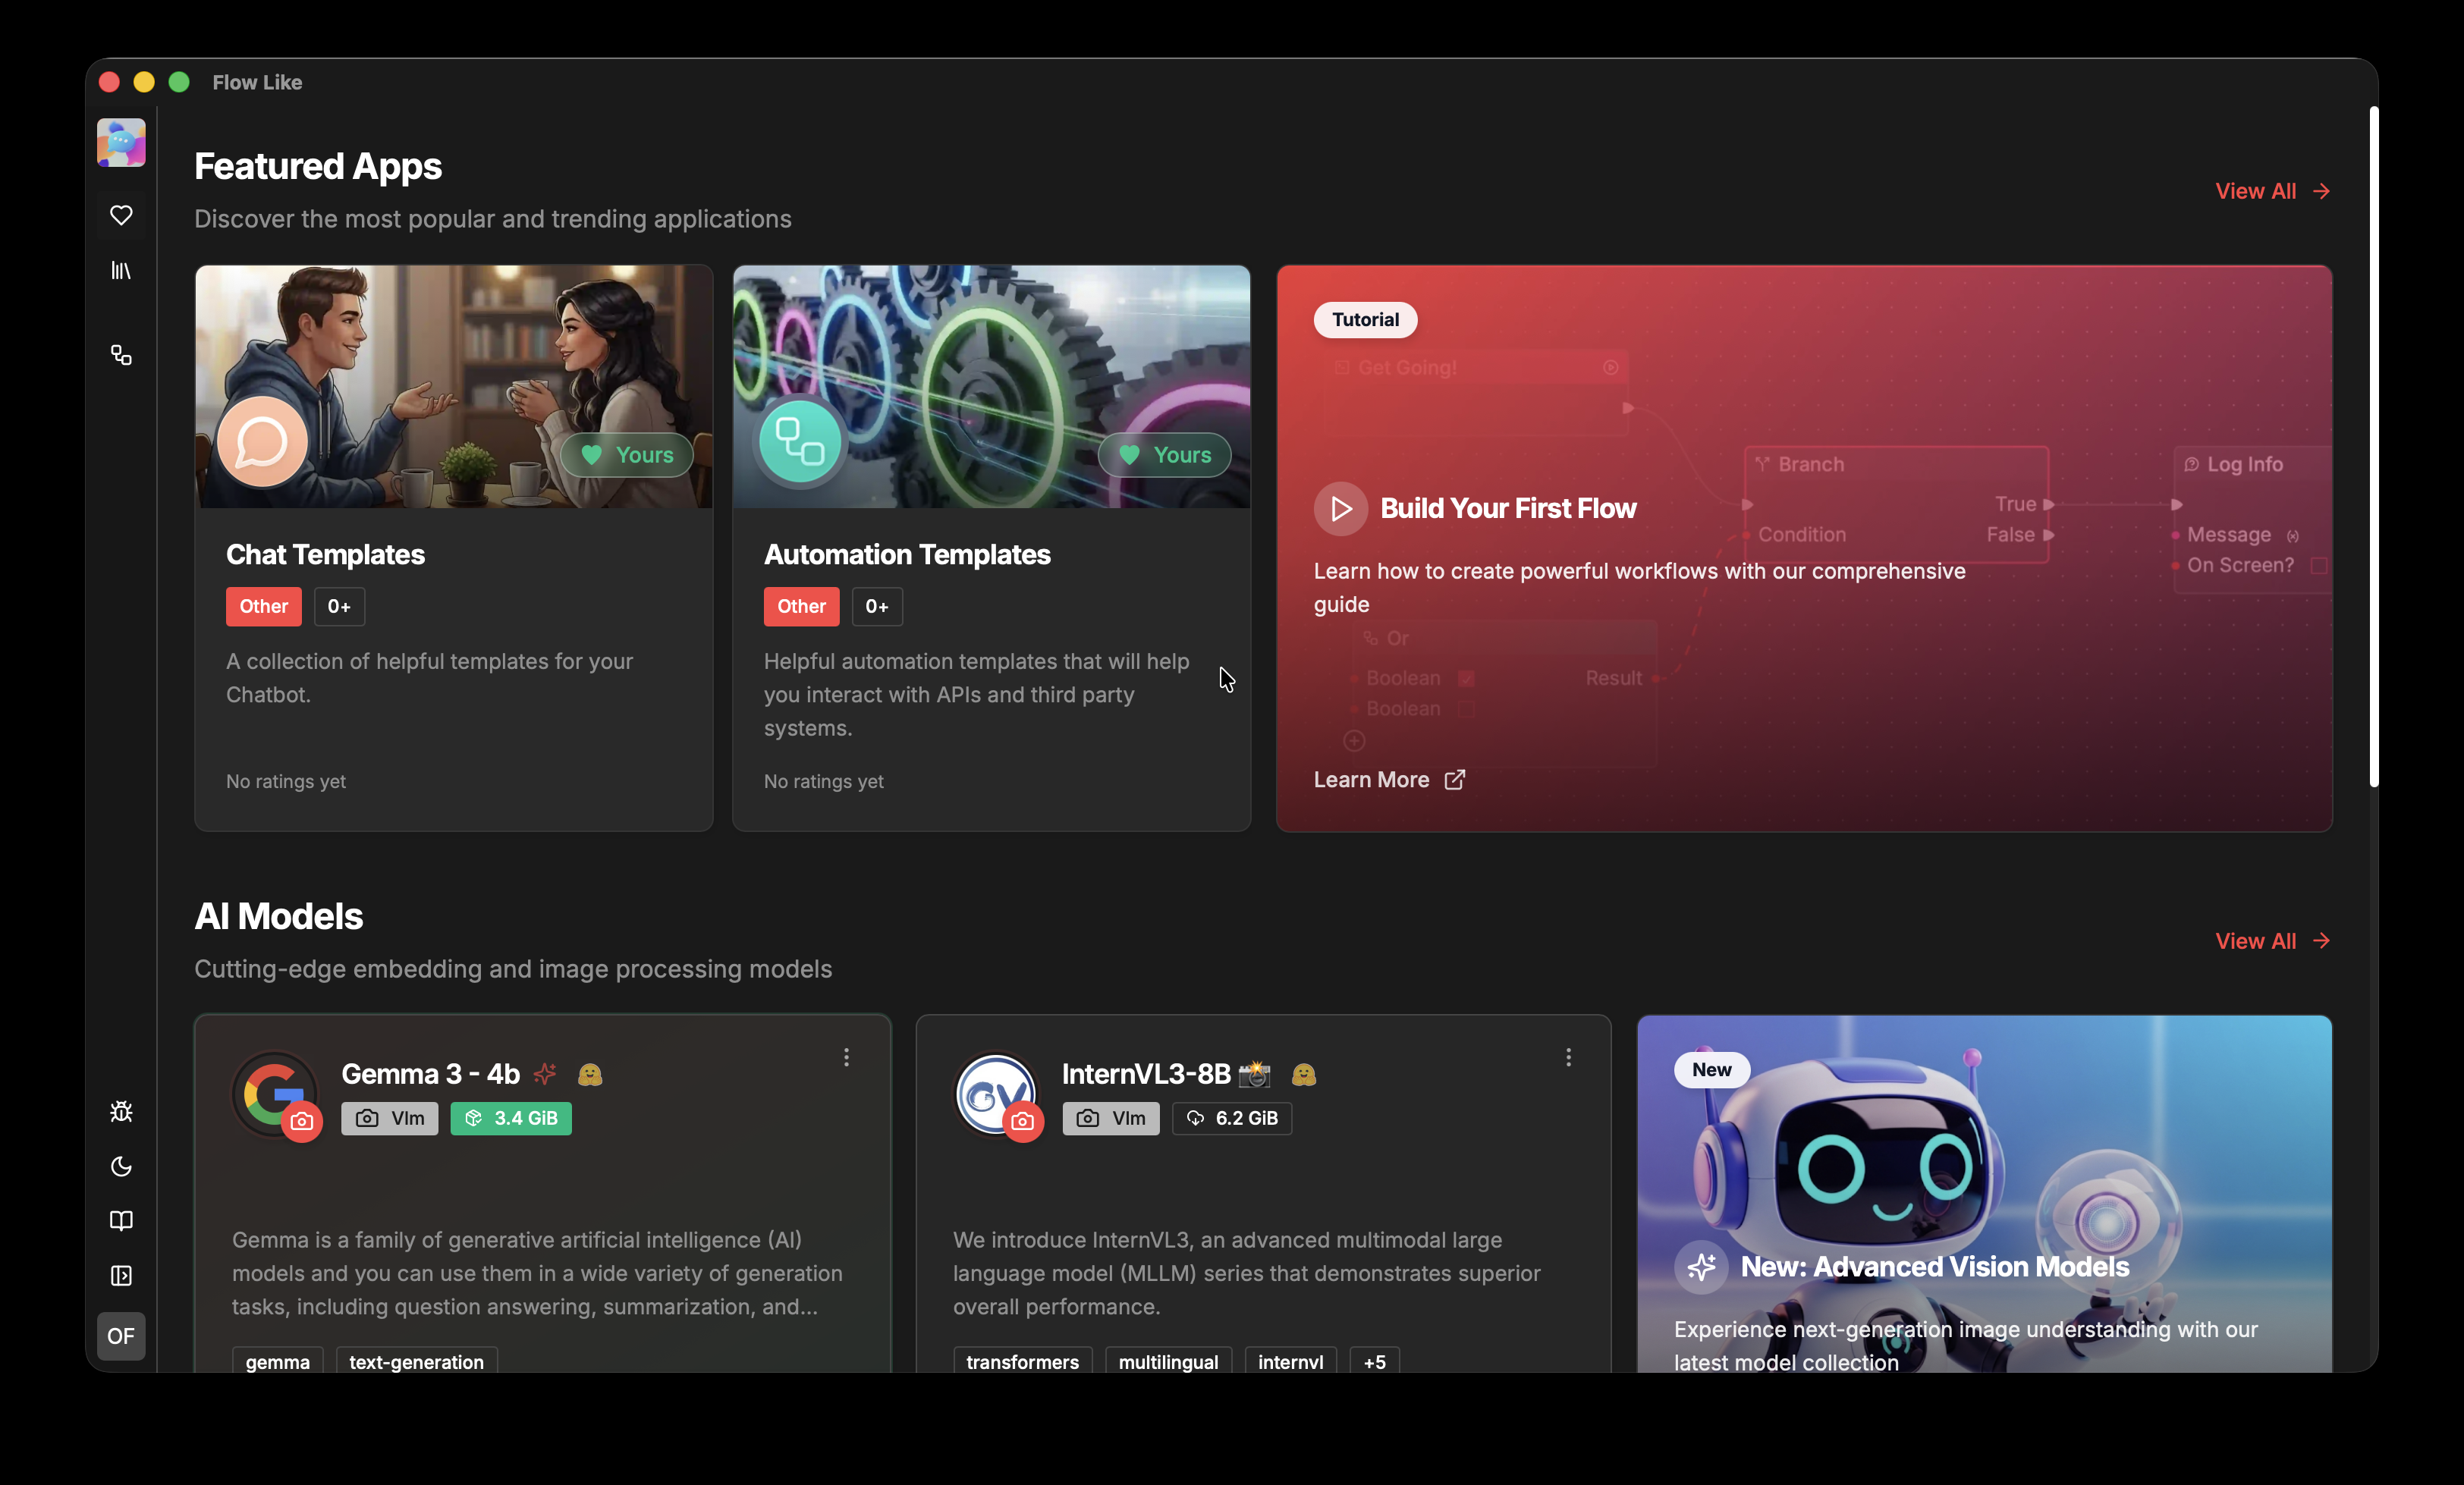 Flow Like
Featured Apps
Discover the most popular and trending applications
View All
Yours
Chat Templates
Other 0+
A collection of helpful templates for your
Chatbot.
No ratings yet
Yours
Automation Templates
Other 0+
Helpful automation templates that will help
you interact with APIs and third party
systems.
No ratings yet
Tutorial
Get Going!
Branch
True
Condition False
Log Info
Message
On Screen?
Build Your First Flow
Learn how to create powerful workflows with our comprehensive
guide
Or
Boolean Result
Boolean
Learn More
AI Models
Cutting-edge embedding and image processing models
View All
Gemma 3 - 4b
Vlm 3.4 GiB
Gemma is a family of generative artificial intelligence (AI)
models and you can use them in a wide variety of generation
tasks, including question answering, summarization, and...
gemma text-generation
InternVL3-8B
Vlm 6.2 GiB
We introduce InternVL3, an advanced multimodal large
language model (MLLM) series that demonstrates superior
overall performance.
transformers multilingual internvl +5
New
New: Advanced Vision Models
Experience next-generation image understanding with our
latest model collection
OF